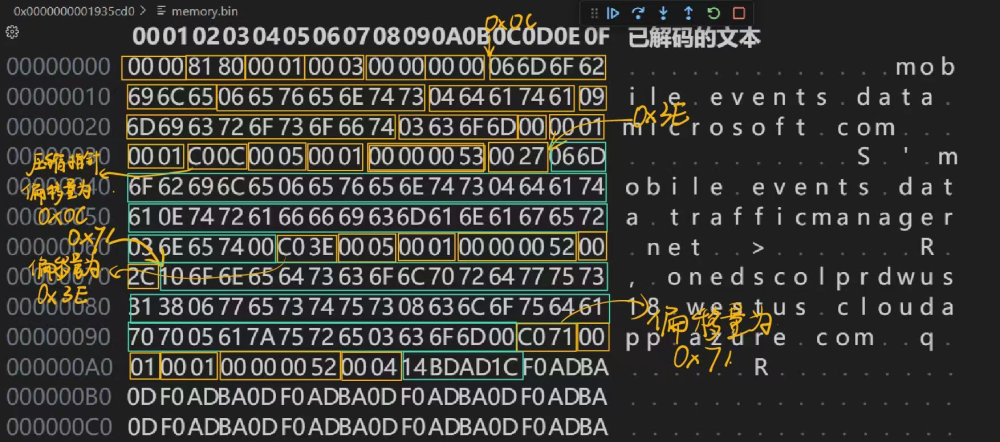 0x0000000001935cd0 > memory.bin
00 01 02 03 04 05 06 07 08 09 0A 0B 0C 0D 0E 0F 已解码的文本
0x0C
00000000 00 00 81 80 00 01 00 03 00 00 00 00 06 6D 6F 62 . . . . . . . . . . . . . m o b
00000010 69 6C 65 06 65 76 65 6E 74 73 04 64 61 74 61 09 i l e . e v e n t s . d a t a .
00000020 6D 69 63 72 6F 73 6F 66 74 03 63 6F 6D 00 00 01 m i c r o s o f t . c o m . . .
0x3E
00000030 00 01 C0 0C 00 05 00 01 00 00 00 53 00 27 06 6D . . . . . . . . . . . S . ' . m
压缩指针
偏移量为
0x0C
00000040 6F 62 69 6C 65 06 65 76 65 6E 74 73 04 64 61 74 o b i l e . e v e n t s . d a t
00000050 61 0E 74 72 61 66 66 69 63 6D 61 6E 61 67 65 72 a . t r a f f i c m a n a g e r
00000060 03 6E 65 74 00 C0 3E 00 05 00 01 00 00 00 52 00 . n e t . . > . . . . . . . R .
0x71
偏移量为
0x3E
00000070 2C 10 6F 6E 65 64 73 63 6F 6C 70 72 64 77 75 73 , . o n e d s c o l p r d w u s
00000080 31 38 06 77 65 73 74 75 73 08 63 6C 6F 75 64 61 1 8 . w e s t u s . c l o u d a
00000090 70 70 05 61 7A 75 72 65 03 63 6F 6D 00 C0 71 00 p p . a z u r e . c o m . . q .
偏移量为
0x71
000000A0 01 00 01 00 00 00 52 00 04 14 BD AD 1C F0 AD BA . . . . . . R . . . . . . . . .
000000B0 0D F0 AD BA 0D F0 AD BA 0D F0 AD BA 0D F0 AD BA . . . . . . . . . . . . . . . .
000000C0 0D F0 AD BA 0D F0 AD BA 0D F0 AD BA 0D F0 AD BA . . . . . . . . . . . . . . . .